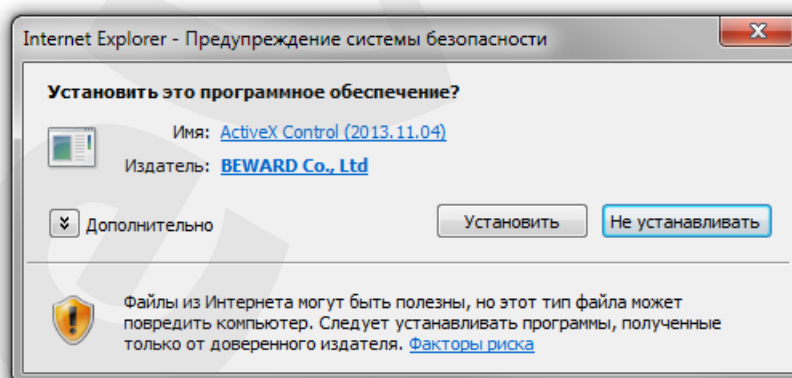 Internet Explorer - Предупреждение системы безопасности
Установить это программное обеспечение?
Имя: ActiveX Control (2013.11.04)
Издатель: BEWARD Co., Ltd
Дополнительно Установить Не устанавливать
Файлы из Интернета могут быть полезны, но этот тип файла может
повредить компьютер. Следует устанавливать программы, полученные
только от доверенного издателя. Факторы риска